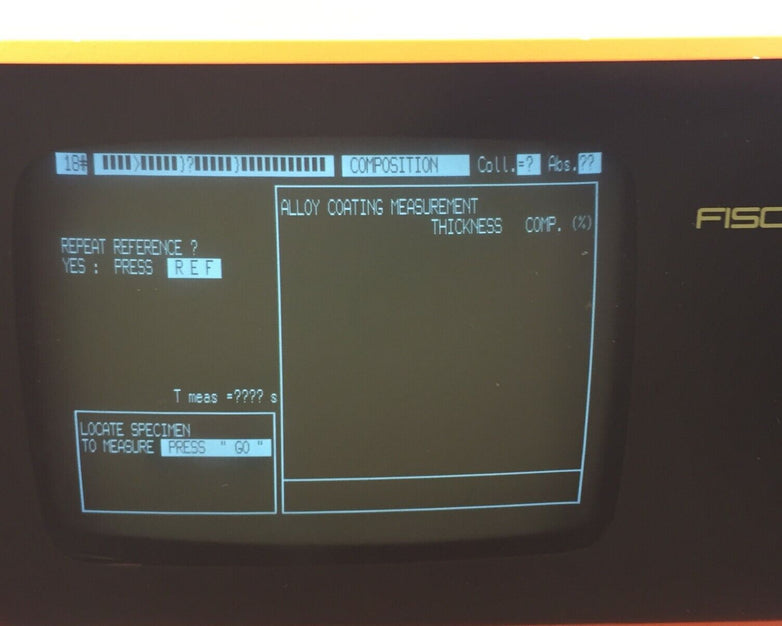 18# COMPOSITION Coll.=? Abs.??
ALLOY COATING MEASUREMENT
THICKNESS COMP. (%)
REPEAT REFERENCE ?
YES : PRESS REF
T meas =???? s
LOCATE SPECIMEN
TO MEASURE PRESS " GO "
FISC